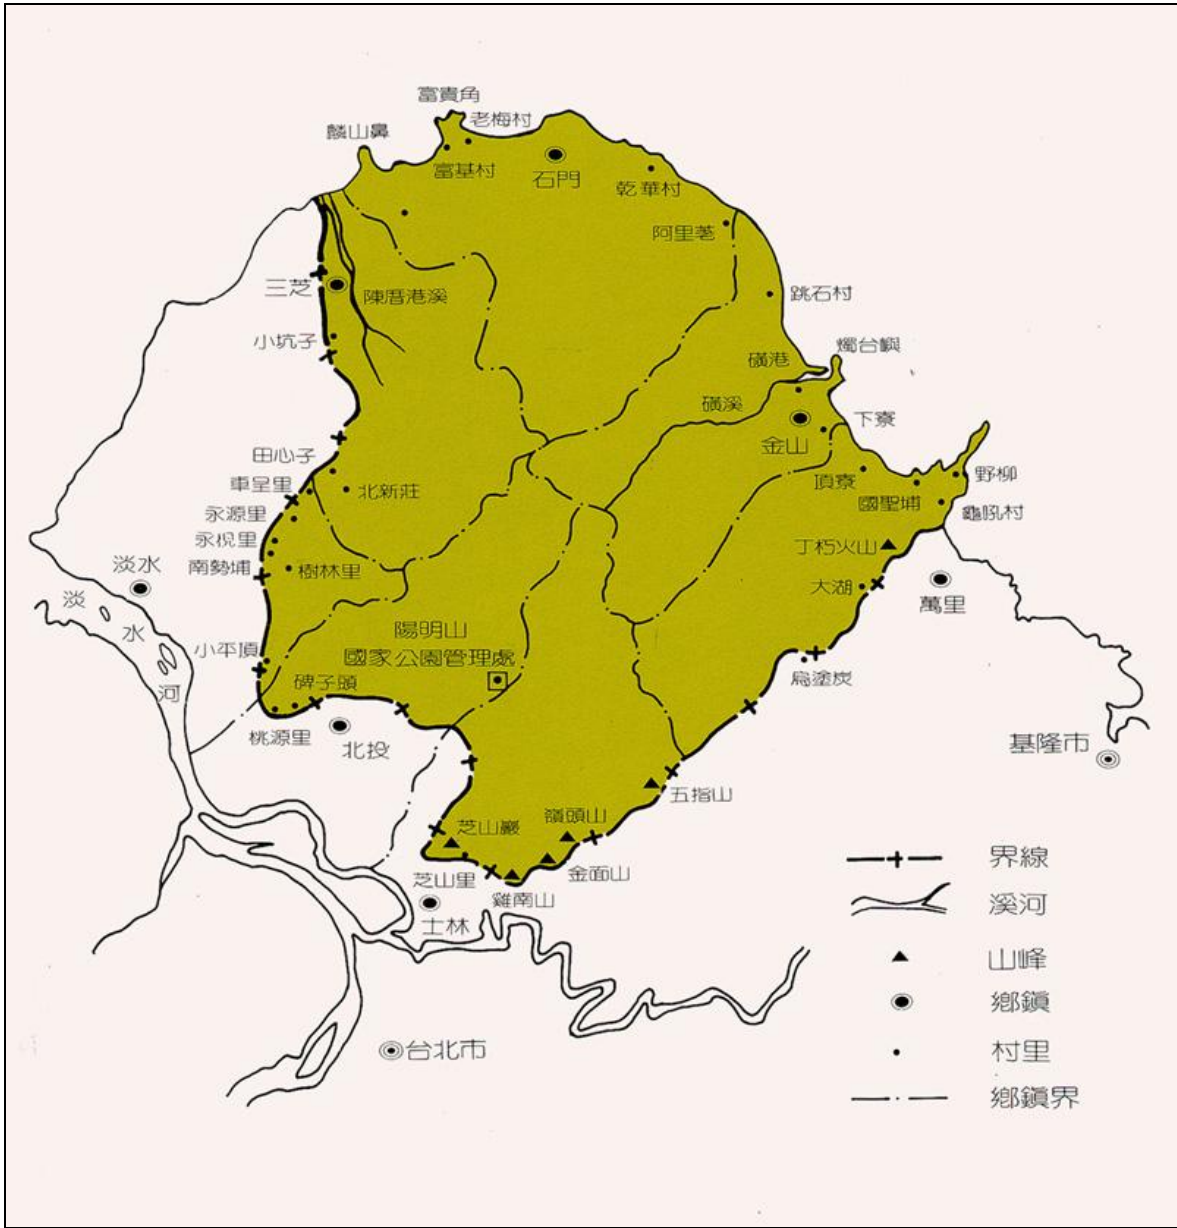 富貴角
老梅村
麟山鼻
富基村
石門
乾華村
阿里荖
三芝
陳厝港溪
跳石村
小坑子
燭台嶼
磺港
磺溪
下寮
金山
田心子
車埕里
北新莊
頂寮
野柳
國聖埔
永源里
龜吼村
永梘里
丁朽火山
淡水
南勢埔
樹林里
大湖
萬里
淡水河
陽明山
國家公園管理處
小平頂
烏塗炭
碑子頭
桃源里
北投
基隆市
五指山
嶺頭山
芝山巖
金面山
芝山里
雞南山
士林
台北市
界線
溪河
山峰
鄉鎮
村里
鄉鎮界